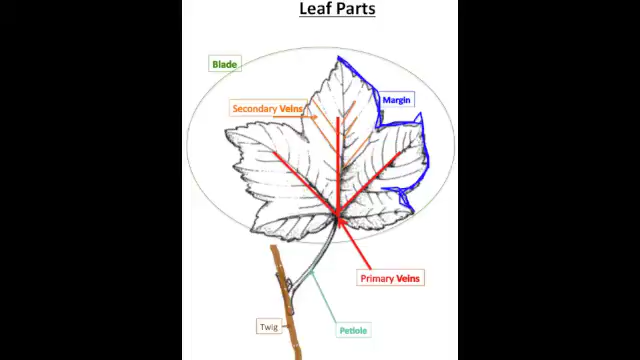 Leaf Parts
Blade
Secondary Veins
Margin
Primary Veins
Twig
Petiole